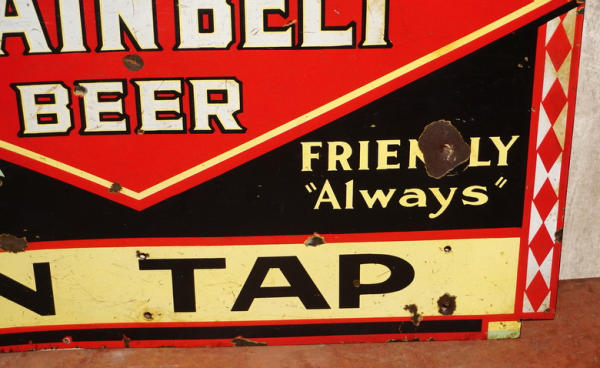 AIN BELT
BEER
FRIENDLY
"Always"
N TAP